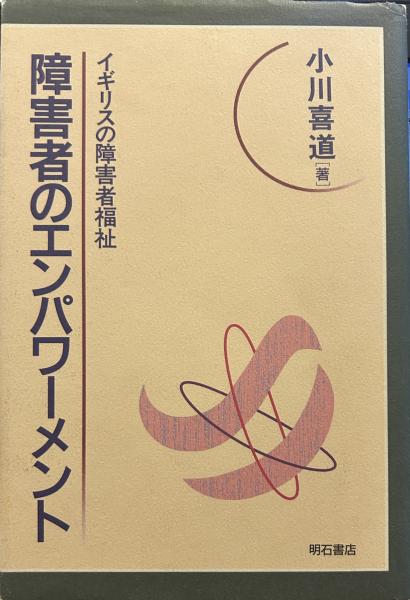 小川喜道[著]
イギリスの障害者福祉
障害者のエンパワーメント
明石書店